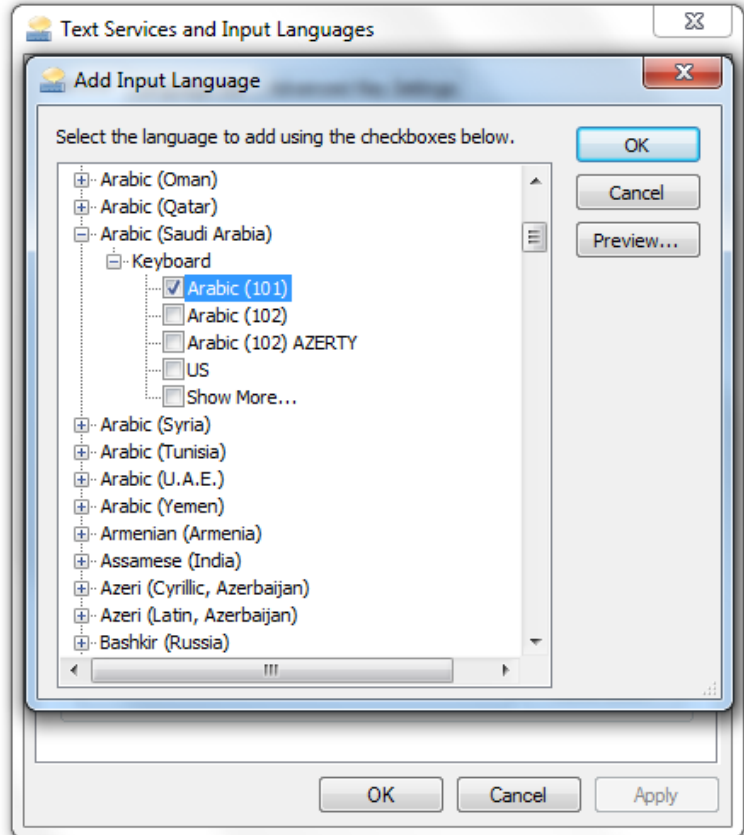 Text Services and Input Languages
Add Input Language
Select the language to add using the checkboxes below.
OK
Cancel
Preview...
Arabic (Oman)
Arabic (Qatar)
Arabic (Saudi Arabia)
Keyboard
Arabic (101)
Arabic (102)
Arabic (102) AZERTY
US
Show More...
Arabic (Syria)
Arabic (Tunisia)
Arabic (U.A.E.)
Arabic (Yemen)
Armenian (Armenia)
Assamese (India)
Azeri (Cyrillic, Azerbaijan)
Azeri (Latin, Azerbaijan)
Bashkir (Russia)
OK Cancel Apply